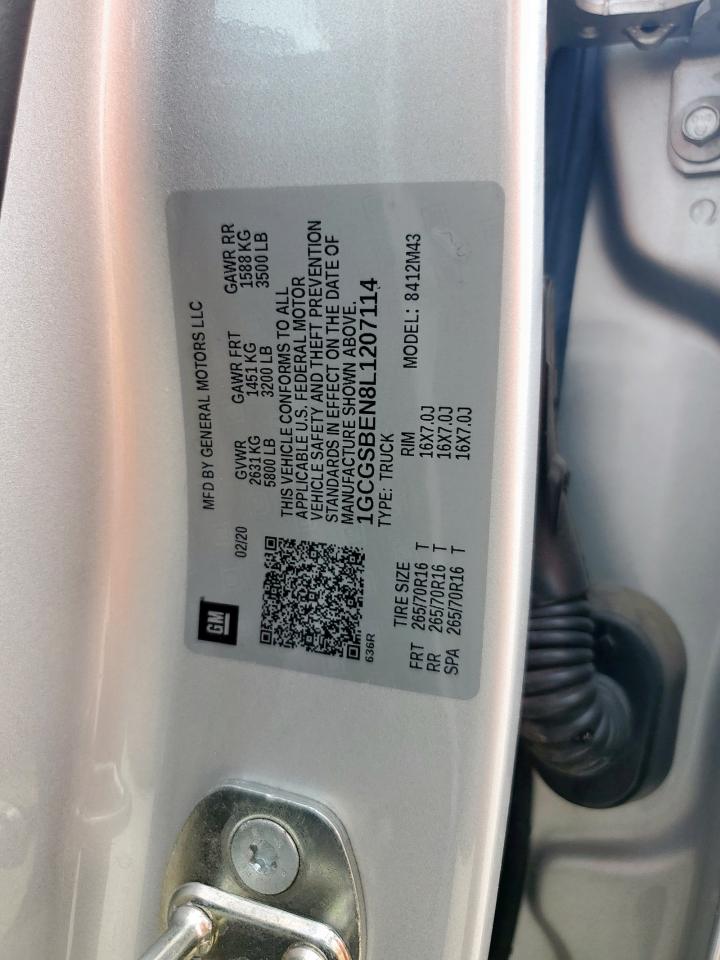 GM
02/20
MFD BY GENERAL MOTORS LLC
GVWR GAWR FRT GAWR RR
2631 KG 1451 KG 1588 KG
5800 LB 3200 LB 3500 LB
THIS VEHICLE CONFORMS TO ALL
APPLICABLE U.S. FEDERAL MOTOR
VEHICLE SAFETY AND THEFT PREVENTION
STANDARDS IN EFFECT ON THE DATE OF
MANUFACTURE SHOWN ABOVE.
1GCGSBEN8L1207114
TYPE: TRUCK MODEL: 8412M43
636R
TIRE SIZE RIM
FRT 265/70R16 T 16X7.0J
RR 265/70R16 T 16X7.0J
SPA 265/70R16 T 16X7.0J